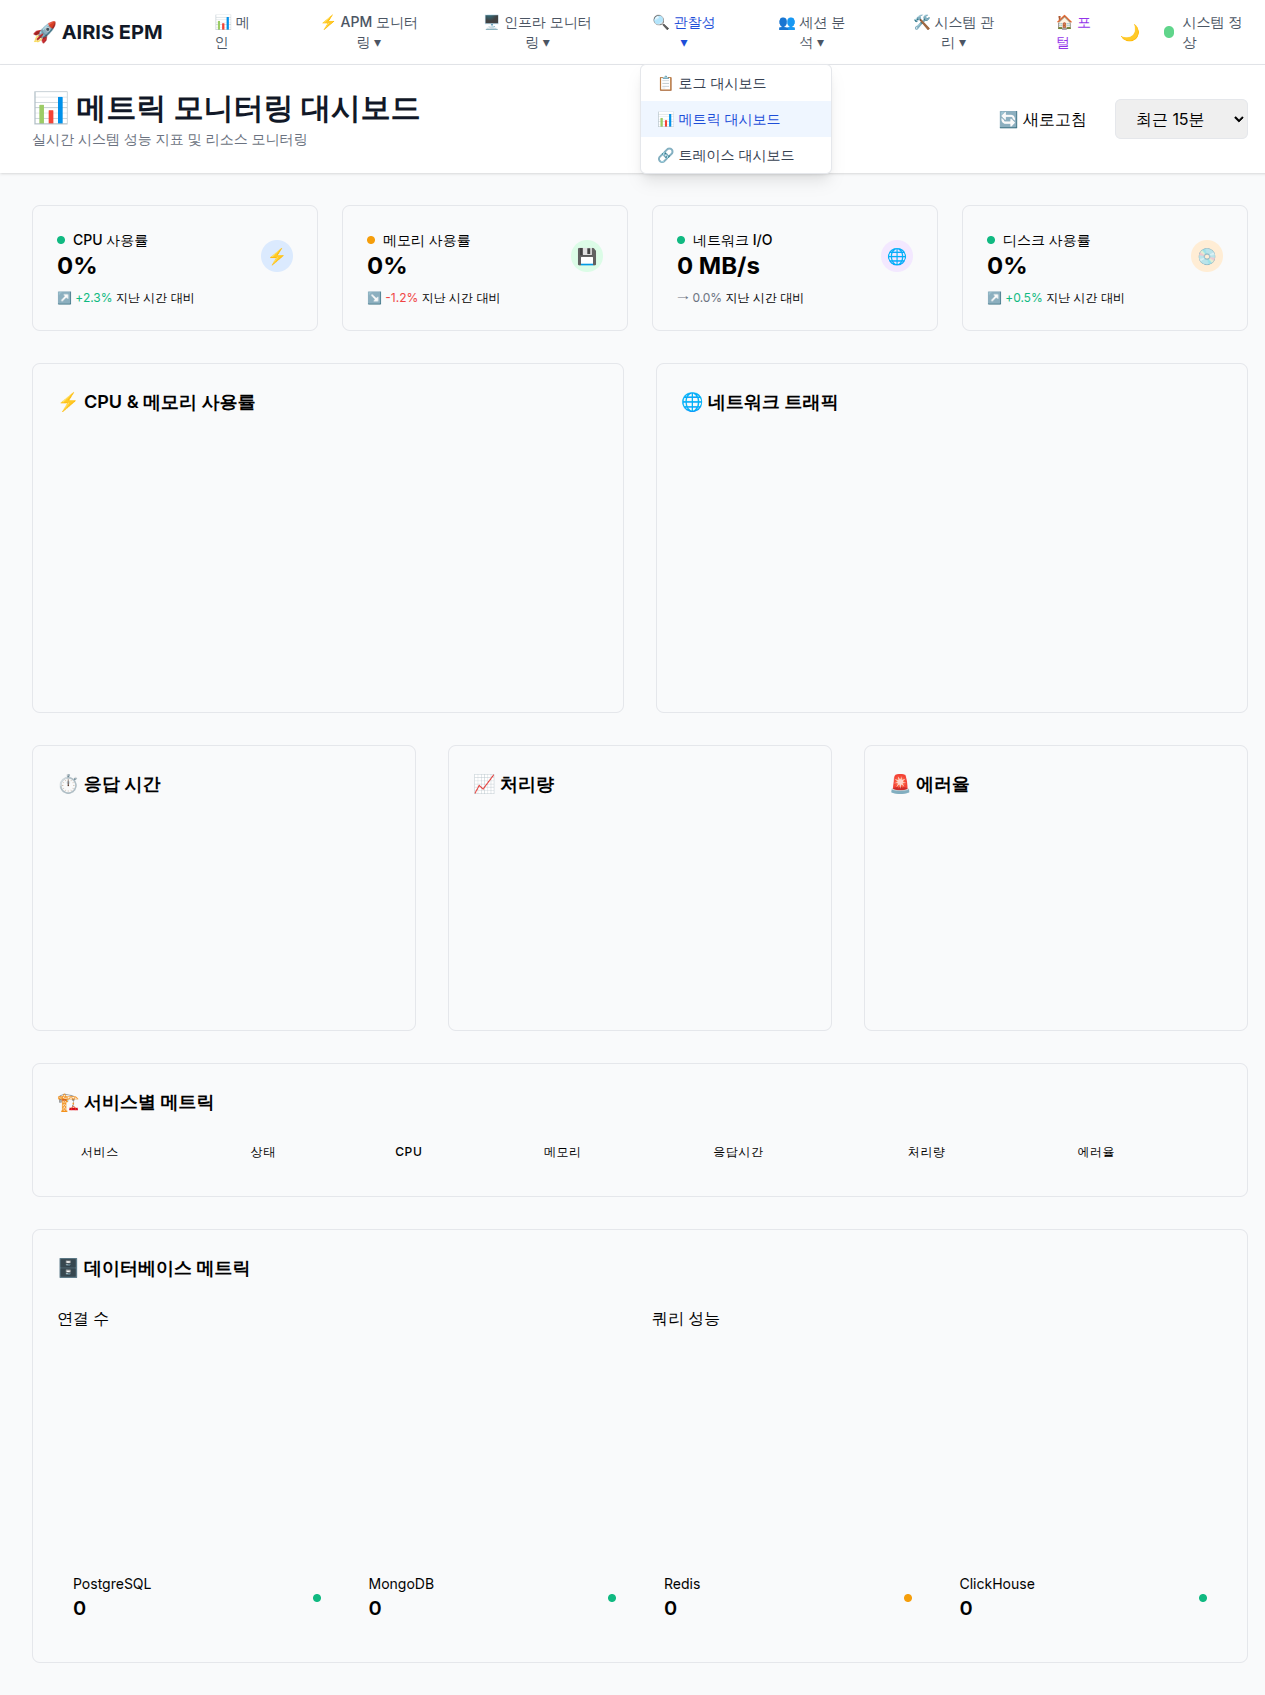 🚀 AIRIS EPM
📊 메인
⚡ APM 모니터링 ▾
🖥️ 인프라 모니터링 ▾
🔍 관찰성 ▾
👥 세션 분석 ▾
🛠️ 시스템 관리 ▾
🏠 포털
🌙
시스템 정상
📋 로그 대시보드
📊 메트릭 대시보드
🔗 트레이스 대시보드
📊 메트릭 모니터링 대시보드
실시간 시스템 성능 지표 및 리소스 모니터링
🔄 새로고침
최근 15분
CPU 사용률
0%
↗️ +2.3% 지난 시간 대비
⚡
메모리 사용률
0%
↘️ -1.2% 지난 시간 대비
💾
네트워크 I/O
0 MB/s
→ 0.0% 지난 시간 대비
🌐
디스크 사용률
0%
↗️ +0.5% 지난 시간 대비
💿
⚡ CPU & 메모리 사용률
🌐 네트워크 트래픽
⏱️ 응답 시간
📈 처리량
🚨 에러율
🏗️ 서비스별 메트릭
서비스 상태 CPU 메모리 응답시간 처리량 에러율
🗄️ 데이터베이스 메트릭
연결 수
쿼리 성능
PostgreSQL
0
MongoDB
0
Redis
0
ClickHouse
0